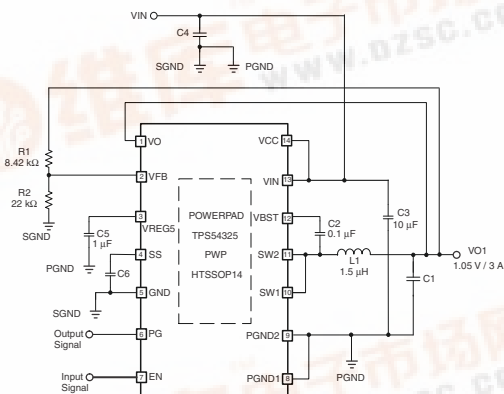 VIN
C4
SGND
PGND
R1
8.42 kΩ
R2
22 kΩ
SGND
1 VO
2 VFB
3 VREG5
4 SS
5 GND
6 PG
7 EN
C5
1 µF
PGND
C6
SGND
Output
Signal
Input
Signal
POWERPAD
TPS54325
PWP
HTSSOP14
VCC 14
VIN 13
VBST 12
SW2 11
SW1 10
PGND2 9
PGND1 8
C2
0.1 µF
C3
10 µF
L1
1.5 µH
C1
VO1
1.05 V / 3 A
PGND
www.dzsc.com